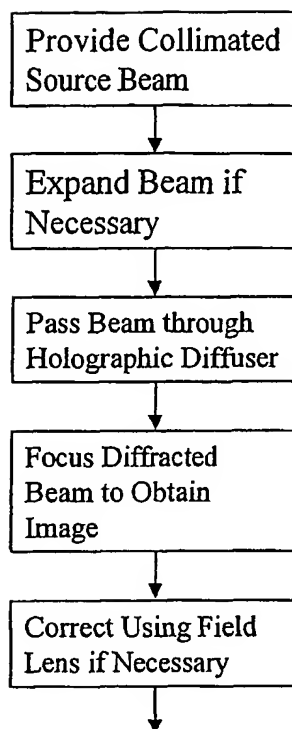 Provide Collimated
Source Beam
Expand Beam if
Necessary
Pass Beam through
Holographic Diffuser
Focus Diffracted
Beam to Obtain
Image
Correct Using Field
Lens if Necessary